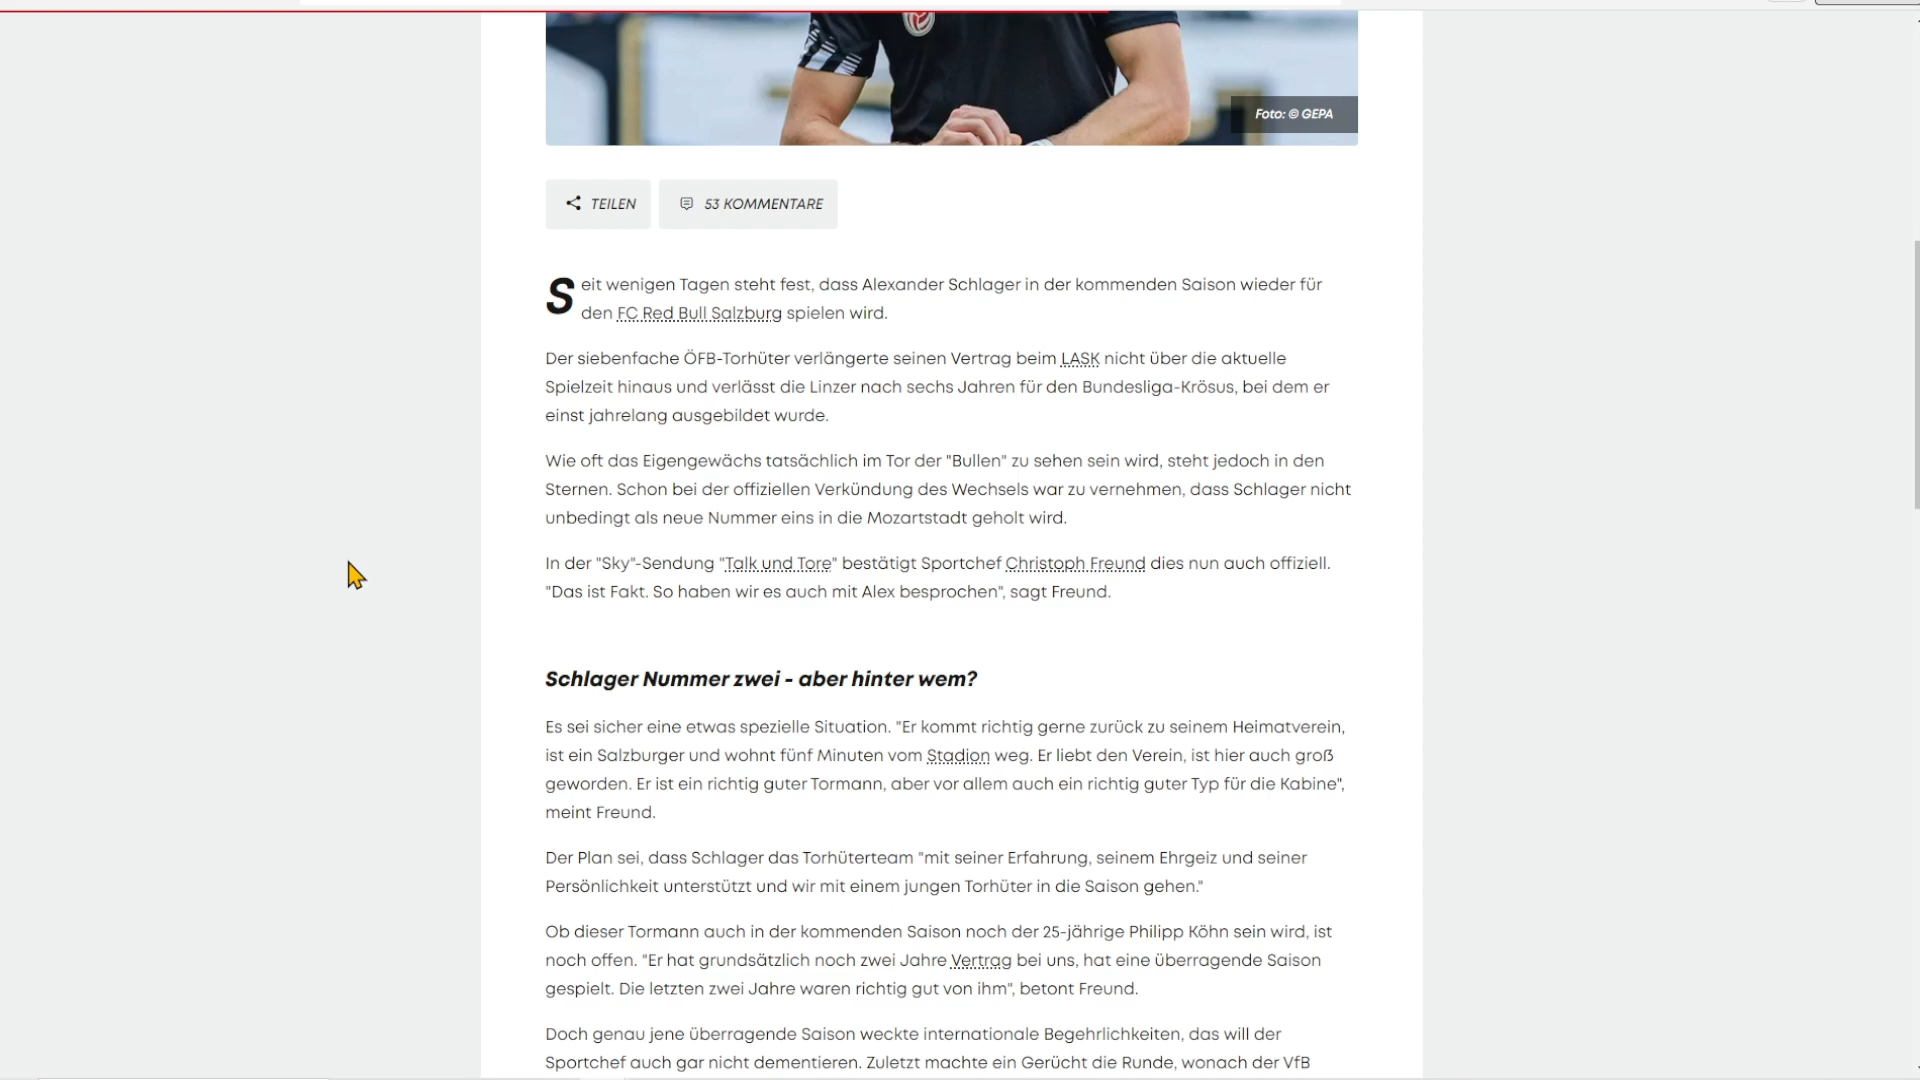 Foto: © GEPA
TEILEN
53 KOMMENTARE
Seit wenigen Tagen steht fest, dass Alexander Schlager in der kommenden Saison wieder für
den FC Red Bull Salzburg spielen wird.
Der siebenfache ÖFB-Torhüter verlängerte seinen Vertrag beim LASK nicht über die aktuelle
Spielzeit hinaus und verlässt die Linzer nach sechs Jahren für den Bundesliga-Krösus, bei dem er
einst jahrelang ausgebildet wurde.
Wie oft das Eigengewächs tatsächlich im Tor der "Bullen" zu sehen sein wird, steht jedoch in den
Sternen. Schon bei der offiziellen Verkündung des Wechsels war zu vernehmen, dass Schlager nicht
unbedingt als neue Nummer eins in die Mozartstadt geholt wird.
In der "Sky"-Sendung "Talk und Tore" bestätigt Sportchef Christoph Freund dies nun auch offiziell.
"Das ist Fakt. So haben wir es auch mit Alex besprochen", sagt Freund.
Schlager Nummer zwei - aber hinter wem?
Es sei sicher eine etwas spezielle Situation. "Er kommt richtig gerne zurück zu seinem Heimatverein,
ist ein Salzburger und wohnt fünf Minuten vom Stadion weg. Er liebt den Verein, ist hier auch groß
geworden. Er ist ein richtig guter Tormann, aber vor allem auch ein richtig guter Typ für die Kabine",
meint Freund.
Der Plan sei, dass Schlager das Torhüterteam "mit seiner Erfahrung, seinem Ehrgeiz und seiner
Persönlichkeit unterstützt und wir mit einem jungen Torhüter in die Saison gehen."
Ob dieser Tormann auch in der kommenden Saison noch der 25-jährige Philipp Köhn sein wird, ist
noch offen. "Er hat grundsätzlich noch zwei Jahre Vertrag bei uns, hat eine überragende Saison
gespielt. Die letzten zwei Jahre waren richtig gut von ihm", betont Freund.
Doch genau jene überragende Saison weckte internationale Begehrlichkeiten, das will der
Sportchef auch gar nicht dementieren. Zuletzt machte ein Gerücht die Runde, wonach der VfB